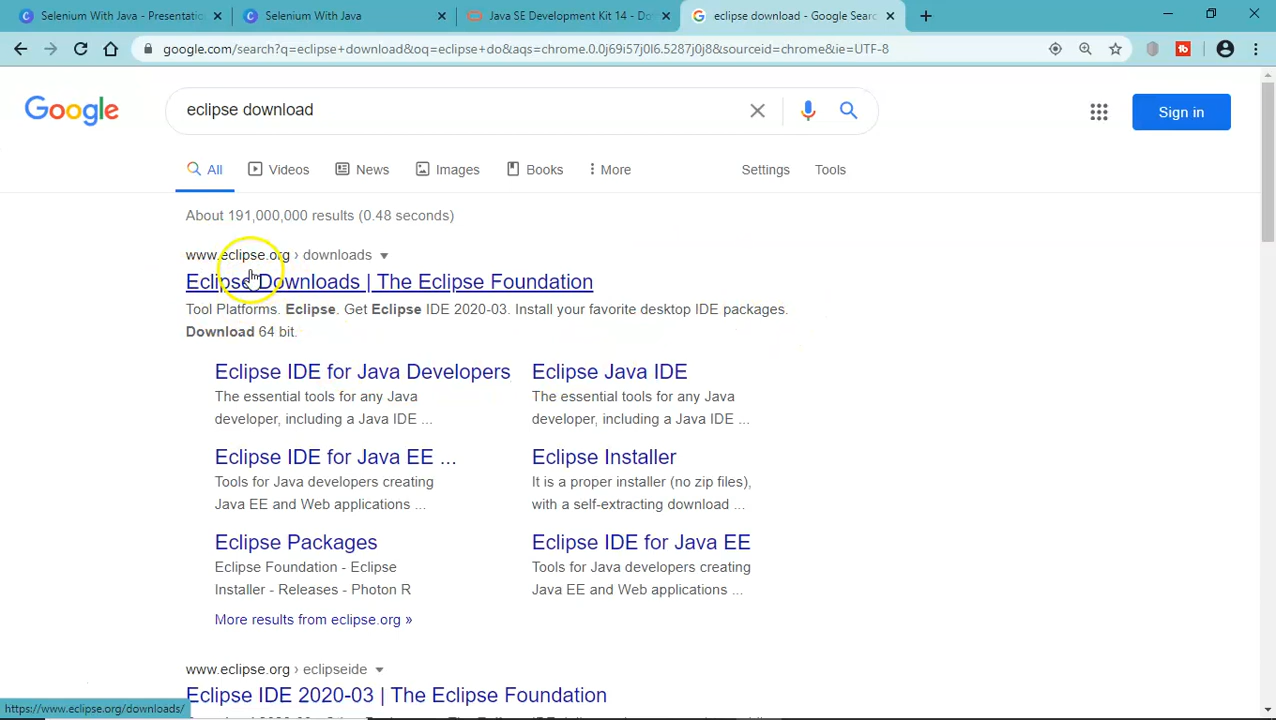 Selenium With Java - Presentatio
Selenium With Java
Java SE Development Kit 14 - Do
eclipse download - Google Searc
google.com/search?q=eclipse+download&oq=eclipse+do&aqs=chrome.0.0j69i57j0l6.5287j0j8&sourceid=chrome&ie=UTF-8
Google
eclipse download
Sign in
All
Videos
News
Images
Books
More
Settings
Tools
About 191,000,000 results (0.48 seconds)
www.eclipse.org › downloads
Eclipse Downloads | The Eclipse Foundation
Tool Platforms. Eclipse. Get Eclipse IDE 2020-03. Install your favorite desktop IDE packages.
Download 64 bit.
Eclipse IDE for Java Developers
The essential tools for any Java
developer, including a Java IDE ...
Eclipse Java IDE
The essential tools for any Java
developer, including a Java IDE ...
Eclipse IDE for Java EE ...
Tools for Java developers creating
Java EE and Web applications ...
Eclipse Installer
It is a proper installer (no zip files),
with a self-extracting download ...
Eclipse Packages
Eclipse Foundation - Eclipse
Installer - Releases - Photon R
Eclipse IDE for Java EE
Tools for Java developers creating
Java EE and Web applications ...
More results from eclipse.org »
www.eclipse.org › eclipseide
Eclipse IDE 2020-03 | The Eclipse Foundation
https://www.eclipse.org/downloads/